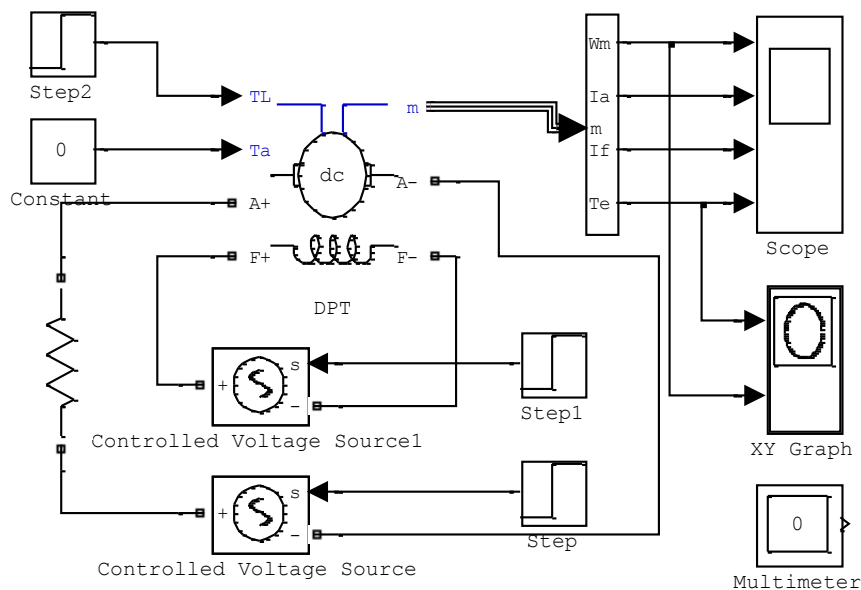 Step2
TL
Ta
0
Constant
m
dc
A-
A+
F+
F-
DPT
Wm
Ia
m
If
Te
Scope
+
s
-
Controlled Voltage Source1
Step1
XY Graph
+
s
-
Controlled Voltage Source
Step
0
Multimeter